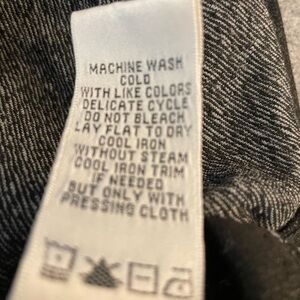 MACHINE WASH
COLD
WITH LIKE COLORS
DELICATE CYCLE
DO NOT BLEACH
LAY FLAT TO DRY
COOL IRON
WITHOUT STEAM
COOL IRON TRIM
IF NEEDED
BUT ONLY WITH
PRESSING CLOTH